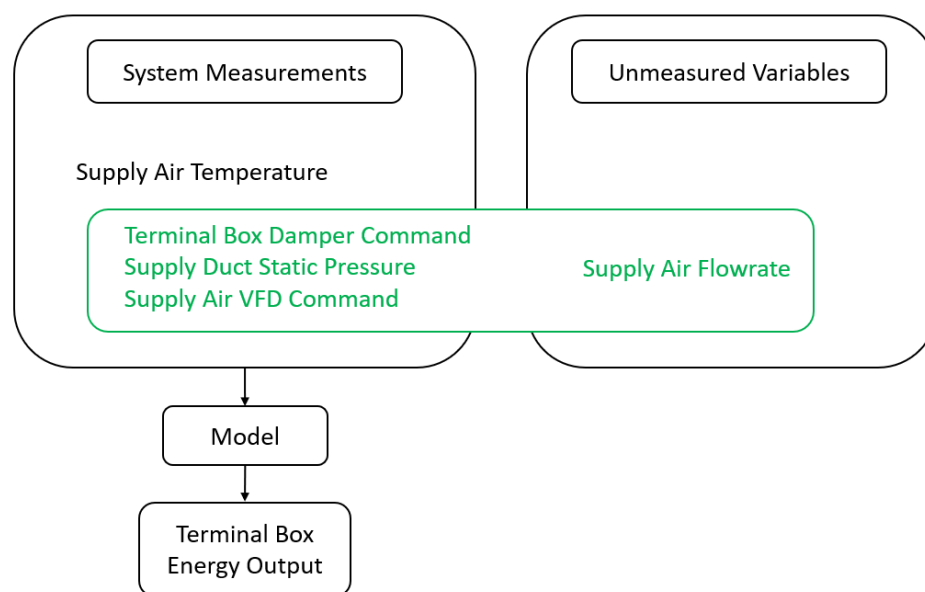 System Measurements
Unmeasured Variables
Supply Air Temperature
Terminal Box Damper Command
Supply Duct Static Pressure
Supply Air VFD Command
Supply Air Flowrate
Model
Terminal Box
Energy Output